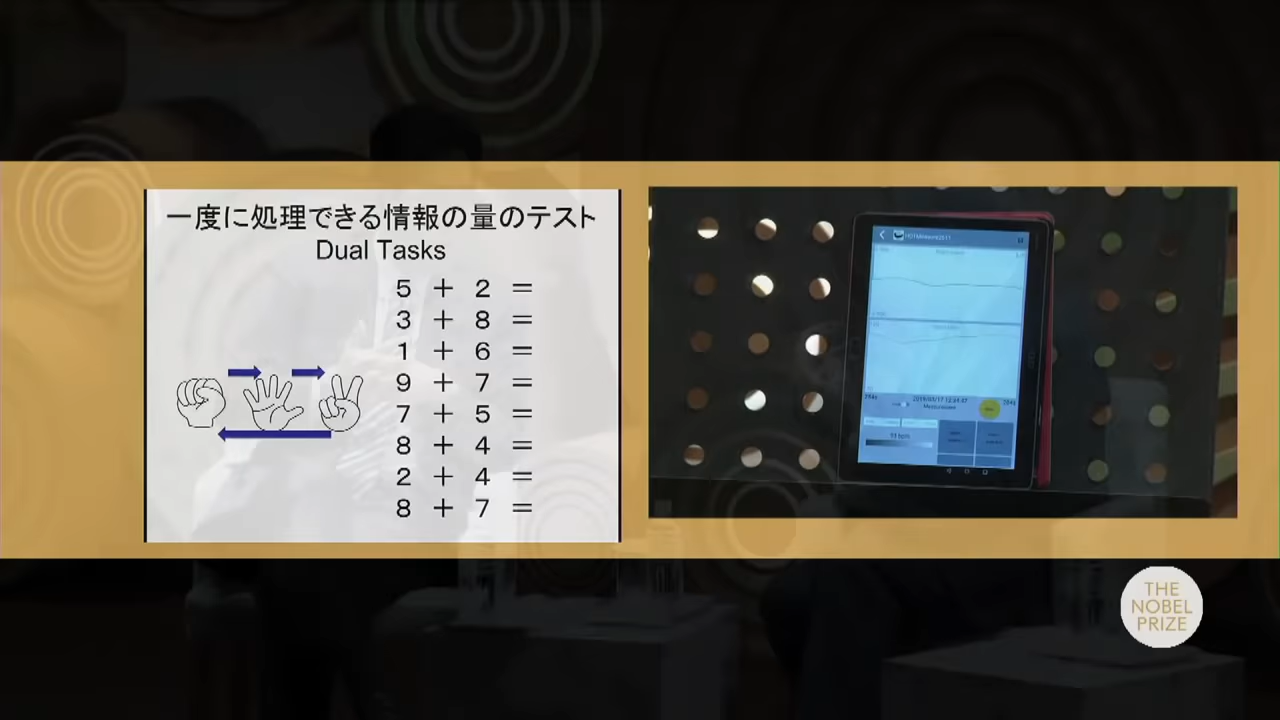 一度に処理できる情報の量のテスト
Dual Tasks
5 + 2 =
3 + 8 =
1 + 6 =
9 + 7 =
7 + 5 =
8 + 4 =
2 + 4 =
8 + 7 =
THE
NOBEL
PRIZE